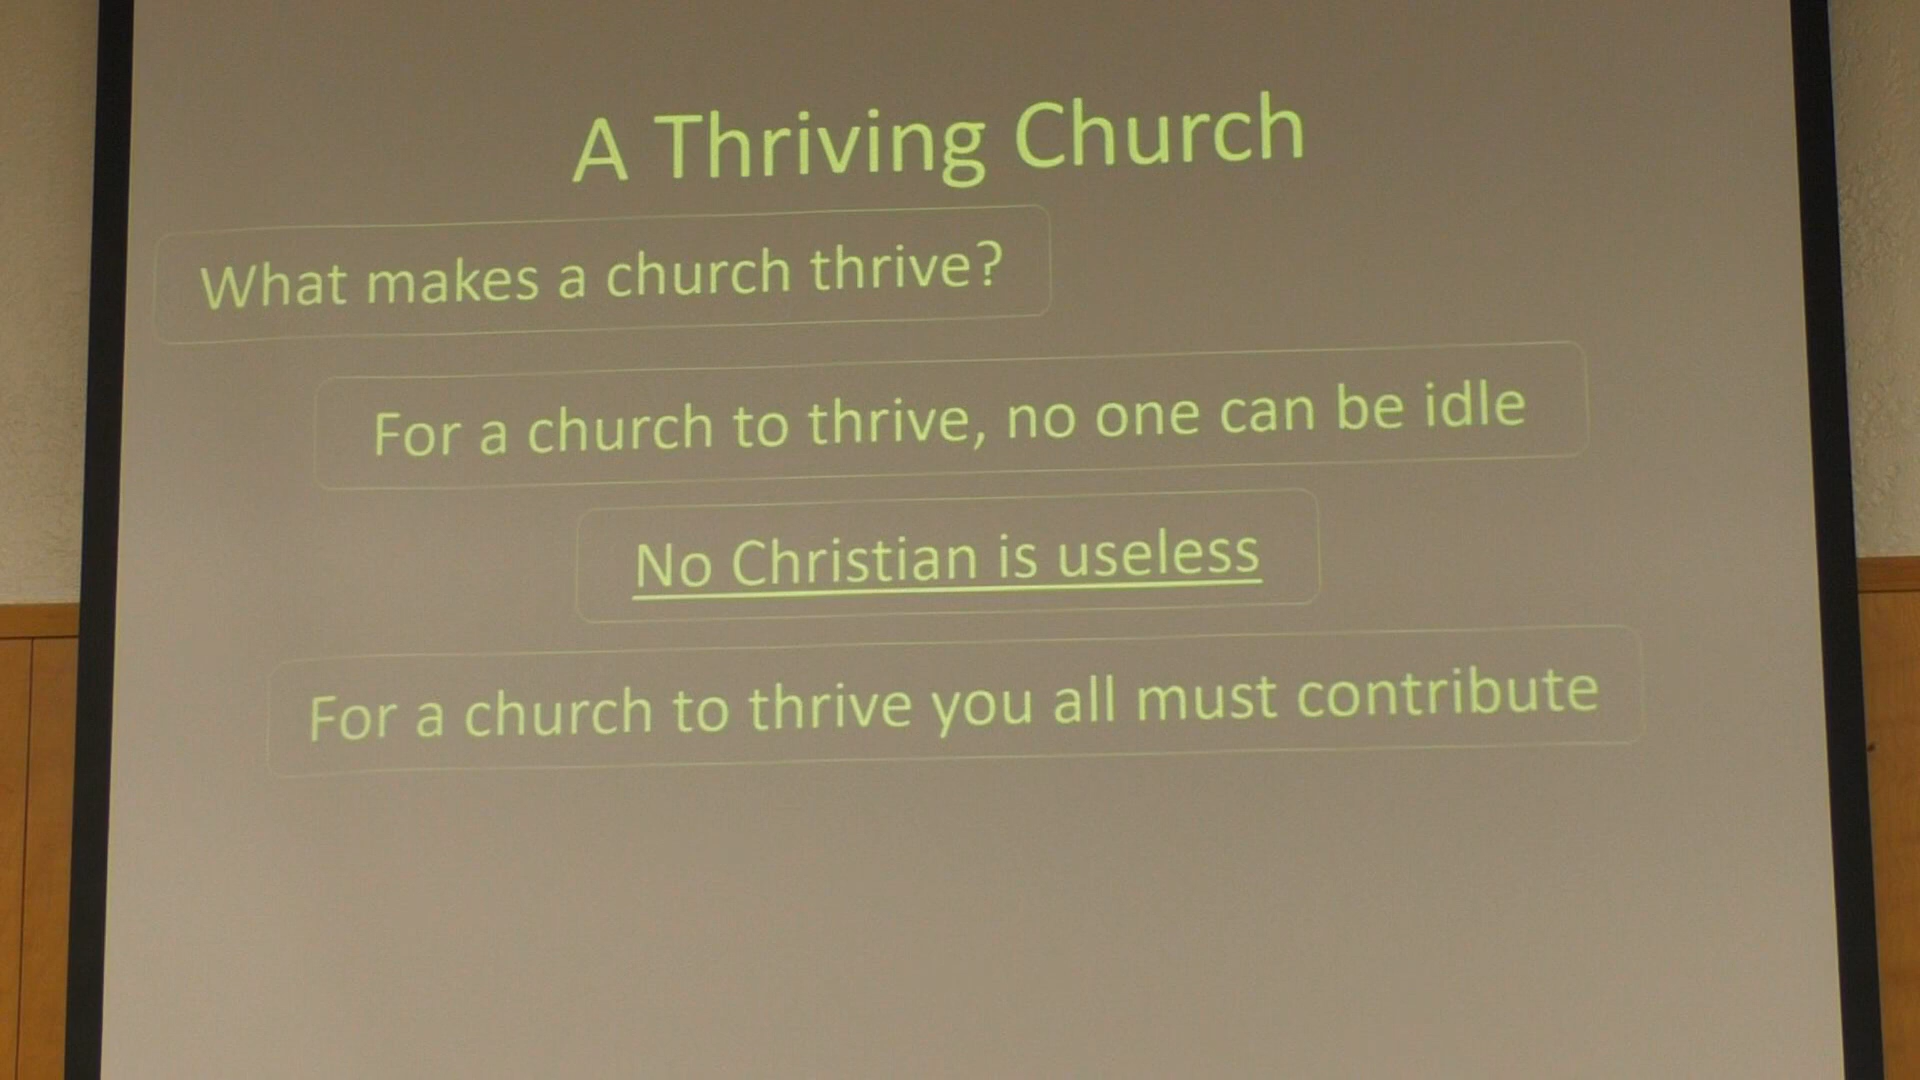 A Thriving Church
What makes a church thrive?
For a church to thrive, no one can be idle
No Christian is useless
For a church to thrive you all must contribute